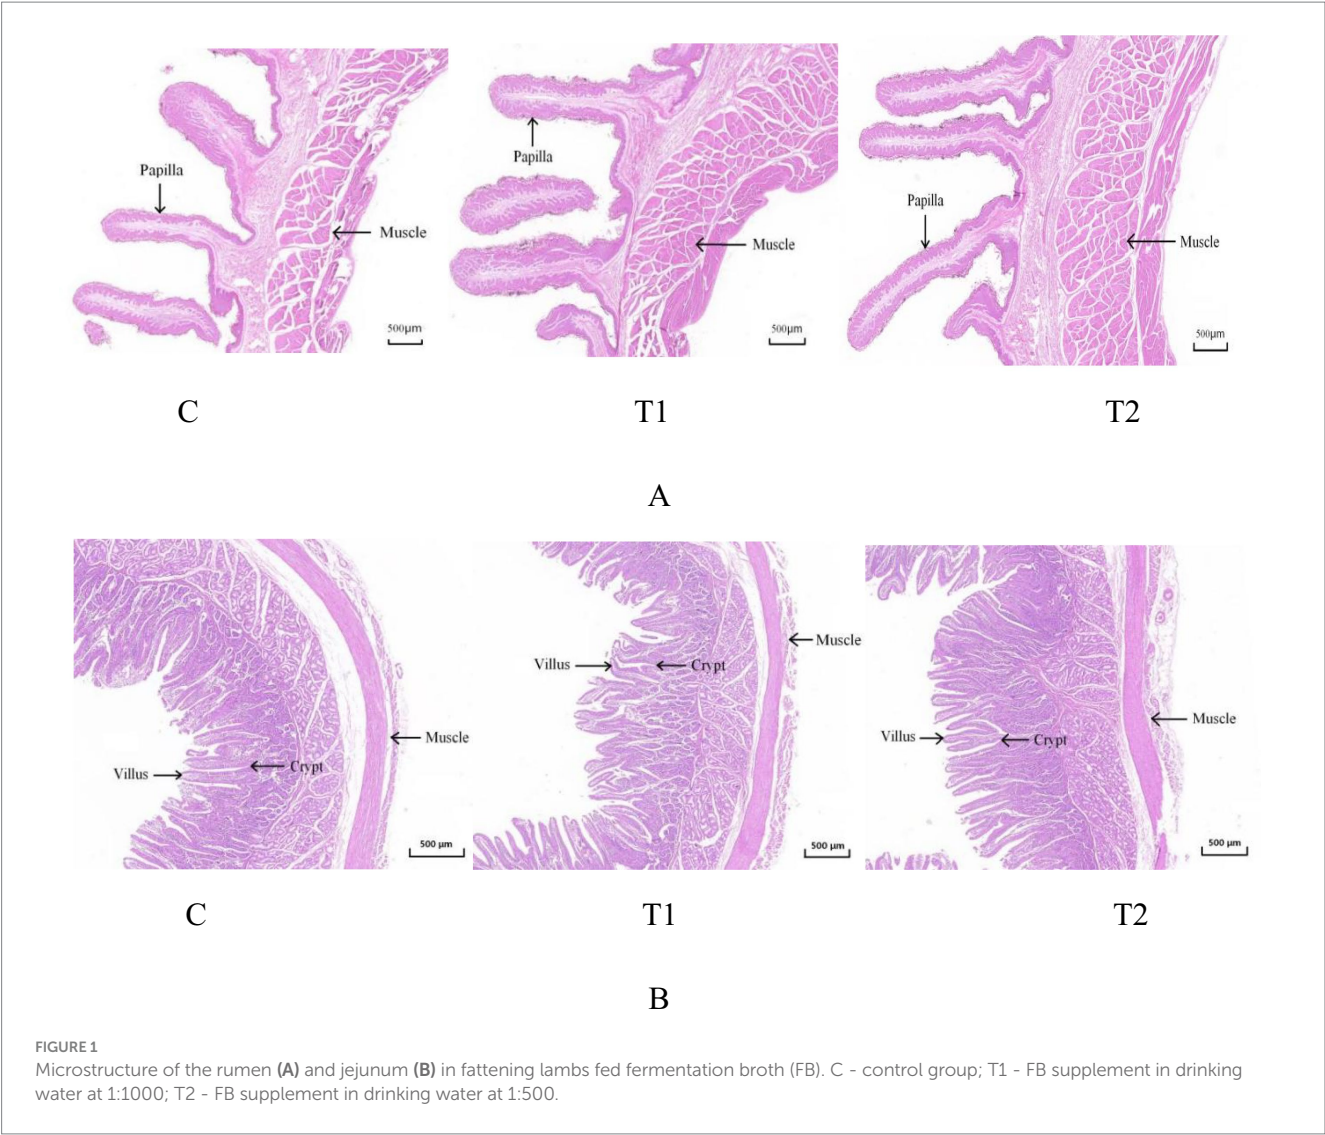 Papilla
Muscle
500μm
Papilla
Muscle
500μm
Papilla
Muscle
500μm
C
T1
T2
A
Villus
Crypt
Muscle
500 μm
Villus
Crypt
Muscle
500 μm
Villus
Crypt
Muscle
500 μm
C
T1
T2
B
FIGURE 1
Microstructure of the rumen (A) and jejunum (B) in fattening lambs fed fermentation broth (FB). C - control group; T1 - FB supplement in drinking
water at 1:1000; T2 - FB supplement in drinking water at 1:500.